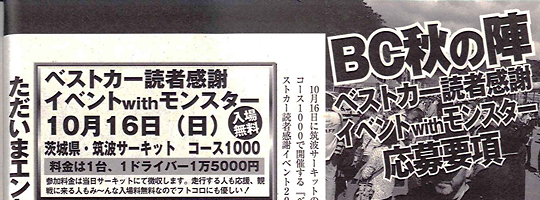 BC秋の陣
ベストカー読者感謝
イベントwithモンスター
応募要項
10月16日に筑波サーキットの
コース1000で開催する『ベ
ストカー読者感謝イベント20
ベストカー読者感謝
イベントwithモンスター
10月16日（日）
入場
無料
茨城県・筑波サーキット　コース1000
料金は1台、1ドライバー1万5000円
参加料金は当日サーキットにて徴収します。走行する人も応援、観
戦に来る人もみ〜んな入場料無料なのでフトコロにも優しい！
ただいまエン